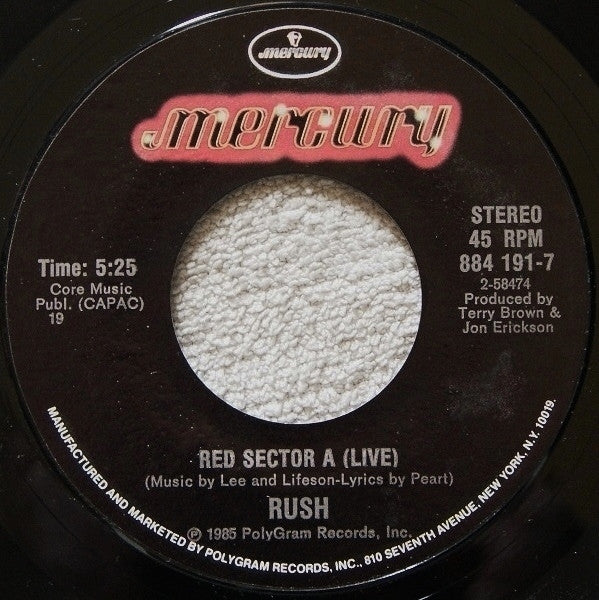 mercury
mercury
STEREO
45 RPM
884 191-7
2-58474
Produced by
Terry Brown &
Jon Erickson
Time: 5:25
Core Music
Publ. (CAPAC)
19
RED SECTOR A (LIVE)
(Music by Lee and Lifeson-Lyrics by Peart)
RUSH
Ⓟ 1985 PolyGram Records, Inc.
MANUFACTURED AND MARKETED BY POLYGRAM RECORDS, INC., 810 SEVENTH AVENUE, NEW YORK, N.Y. 10019.